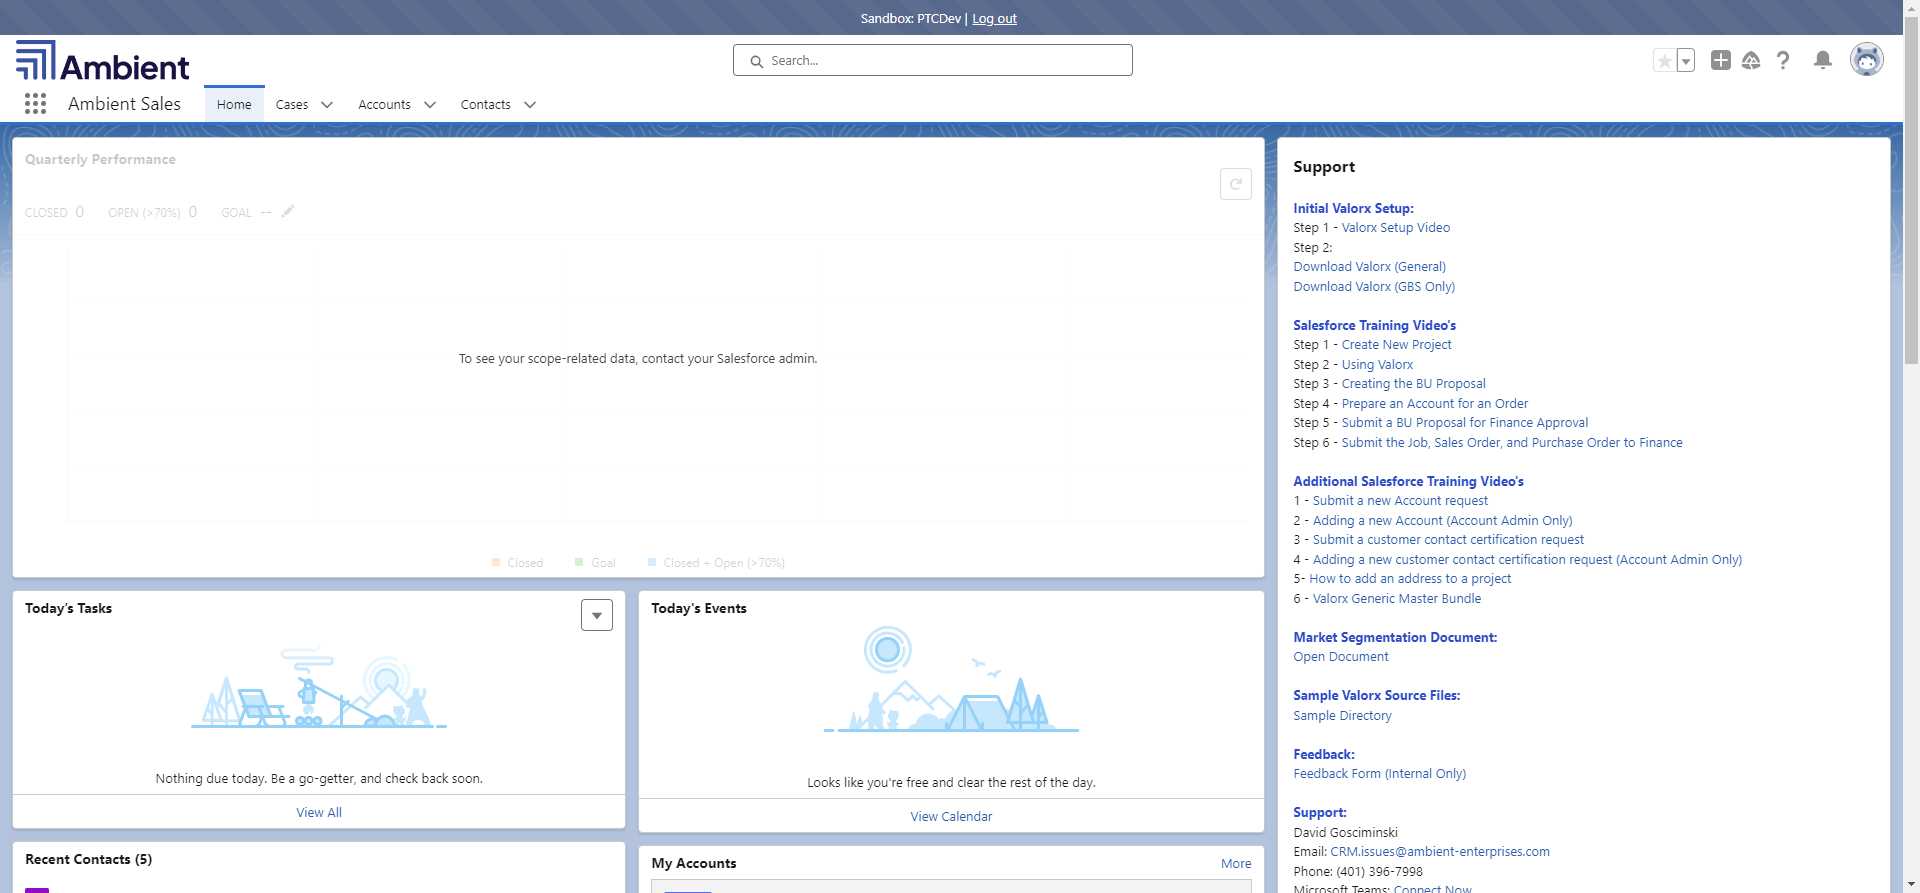 Sandbox: PTCDev | Log out
Ambient
Search...
Ambient Sales
Home
Cases
Accounts
Contacts
Quarterly Performance
CLOSED 0 OPEN (>70%) 0 GOAL --
To see your scope-related data, contact your Salesforce admin.
Closed
Goal
Closed + Open (>70%)
Today's Tasks
Nothing due today. Be a go-getter, and check back soon.
View All
Today's Events
Looks like you're free and clear the rest of the day.
View Calendar
Recent Contacts (5)
My Accounts
More
Support
Initial Valorx Setup:
Step 1 - Valorx Setup Video
Step 2:
Download Valorx (General)
Download Valorx (GBS Only)
Salesforce Training Video's
Step 1 - Create New Project
Step 2 - Using Valorx
Step 3 - Creating the BU Proposal
Step 4 - Prepare an Account for an Order
Step 5 - Submit a BU Proposal for Finance Approval
Step 6 - Submit the Job, Sales Order, and Purchase Order to Finance
Additional Salesforce Training Video's
1 - Submit a new Account request
2 - Adding a new Account (Account Admin Only)
3 - Submit a customer contact certification request
4 - Adding a new customer contact certification request (Account Admin Only)
5- How to add an address to a project
6 - Valorx Generic Master Bundle
Market Segmentation Document:
Open Document
Sample Valorx Source Files:
Sample Directory
Feedback:
Feedback Form (Internal Only)
Support:
David Gosciminski
Email: CRM.issues@ambient-enterprises.com
Phone: (401) 396-7998
Microsoft Teams: Connect Now